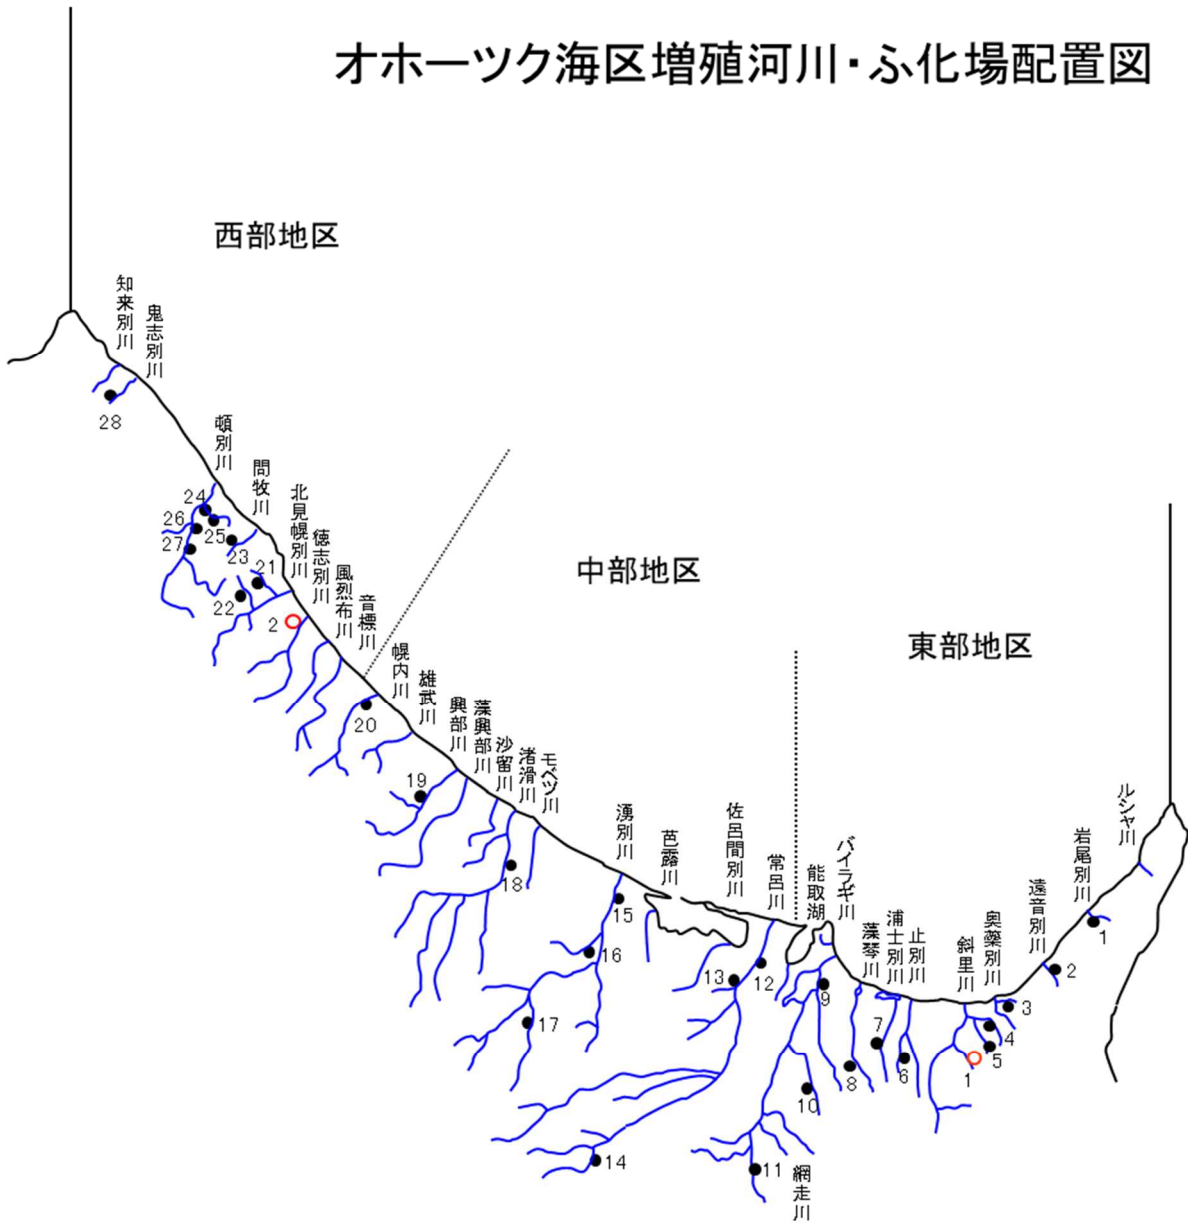 オホーツク海区増殖河川・ふ化場配置図
西部地区
知来別川
鬼志別川
28
頓別川
問牧川
北見幌別川
徳志別川
風烈布川
音標川
24
26
25
27
23
21
22
2
中部地区
幌内川
雄武川
興部川
藻興部川
沙留川
渚滑川
モベツ川
湧別川
芭露川
佐呂間別川
常呂川
20
19
18
15
16
17
13
12
14
東部地区
能取湖
バイラギ川
藻琴川
浦士別川
止別川
斜里川
奥蘂別川
遠音別川
岩尾別川
ルシャ川
1
2
3
4
5
1
6
7
8
9
10
11
網走川